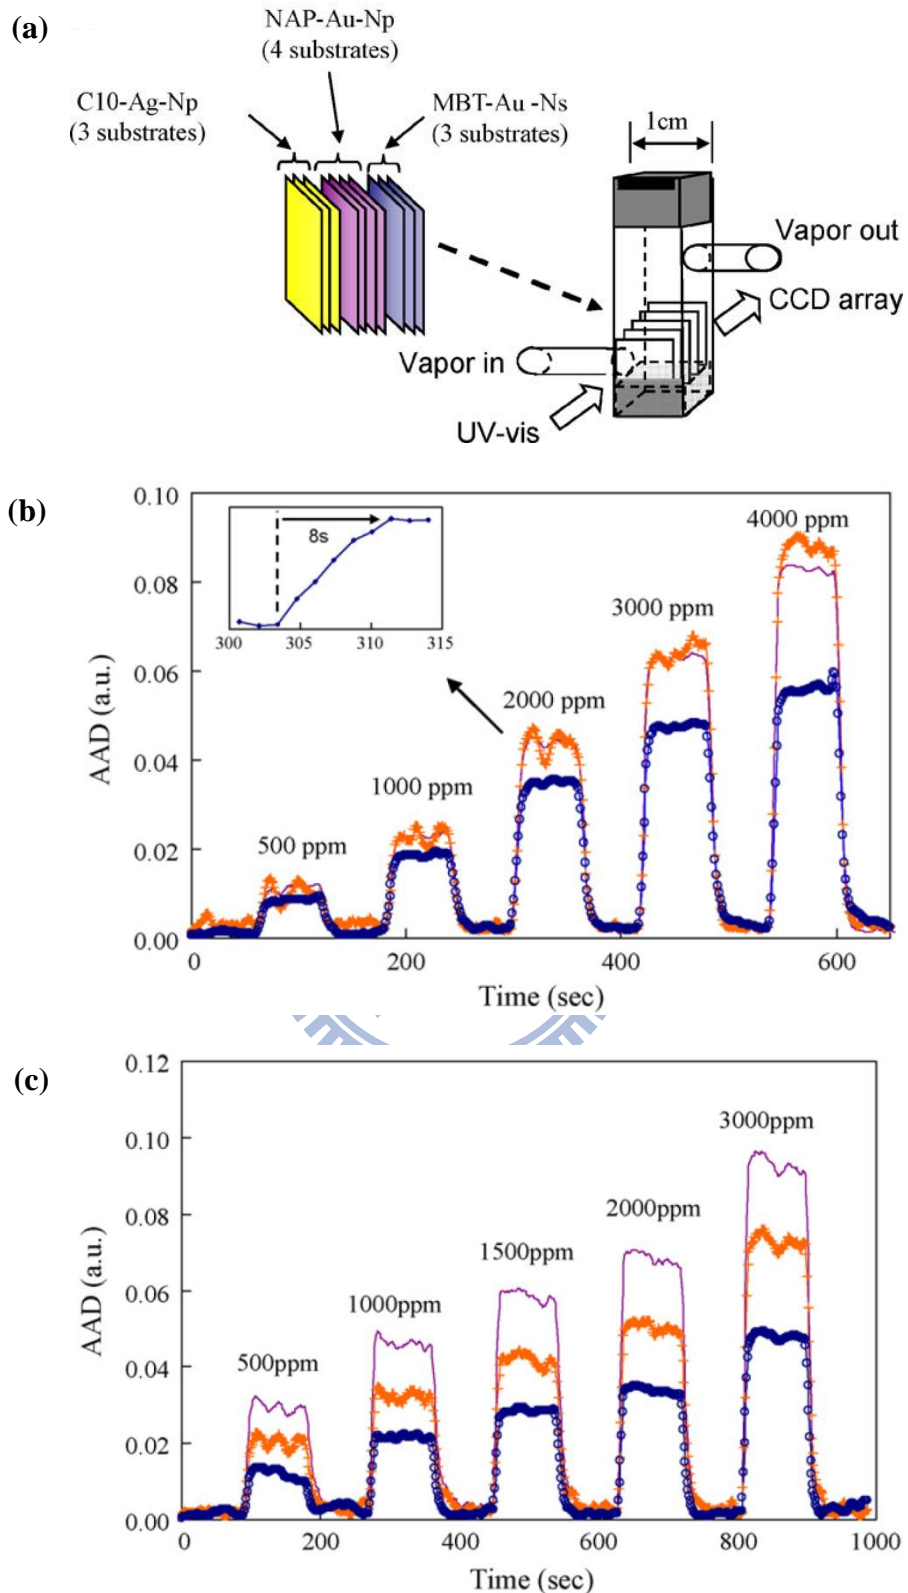 (a)
NAP-Au-Np
(4 substrates)
C10-Ag-Np
(3 substrates)
MBT-Au -Ns
(3 substrates)
1cm
Vapor out
CCD array
Vapor in
UV-vis
(b)
0.10
0.08
0.06
0.04
0.02
0.00
AAD (a.u.)
8s
300 305 310 315
500 ppm
1000 ppm
2000 ppm
3000 ppm
4000 ppm
0 200 400 600
Time (sec)
(c)
0.12
0.10
0.08
0.06
0.04
0.02
0.00
AAD (a.u.)
500ppm
1000ppm
1500ppm
2000ppm
3000ppm
0 200 400 600 800 1000
Time (sec)